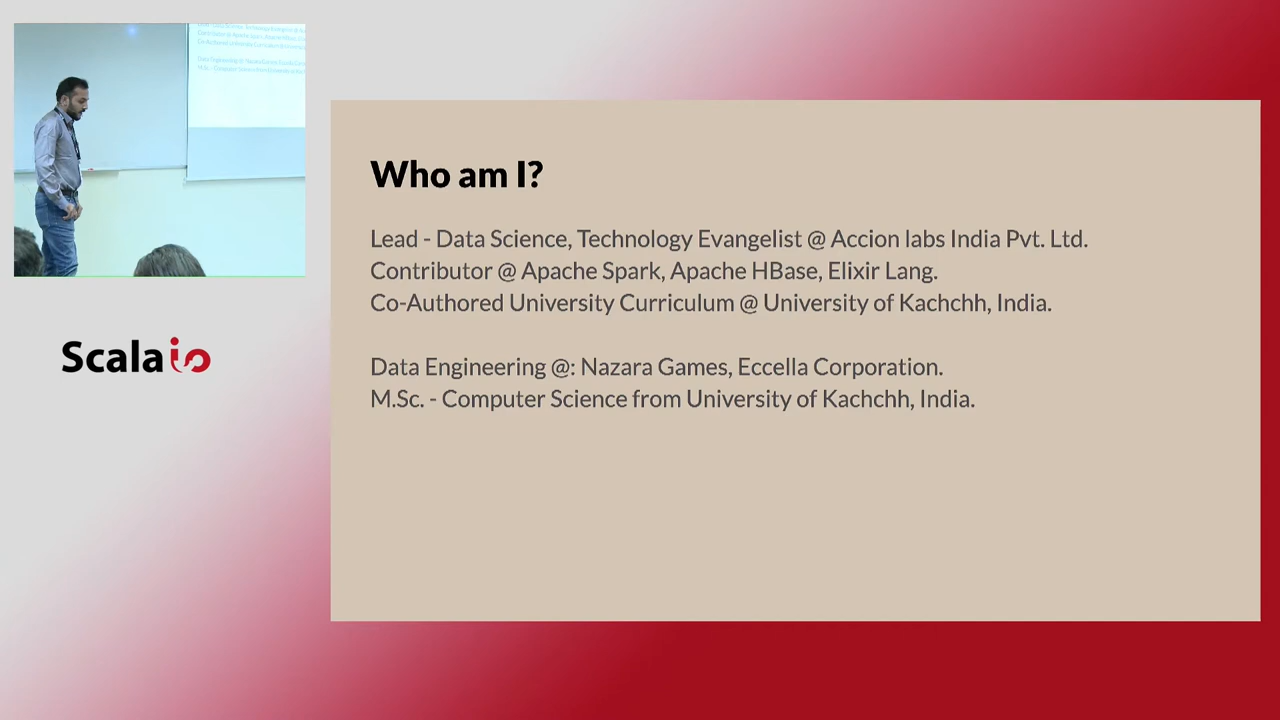 Who am I?
Lead - Data Science, Technology Evangelist @ Accion labs India Pvt. Ltd.
Contributor @ Apache Spark, Apache HBase, Elixir Lang.
Co-Authored University Curriculum @ University of Kachchh, India.
Data Engineering @: Nazara Games, Eccella Corporation.
M.Sc. - Computer Science from University of Kachchh, India.
Scala io